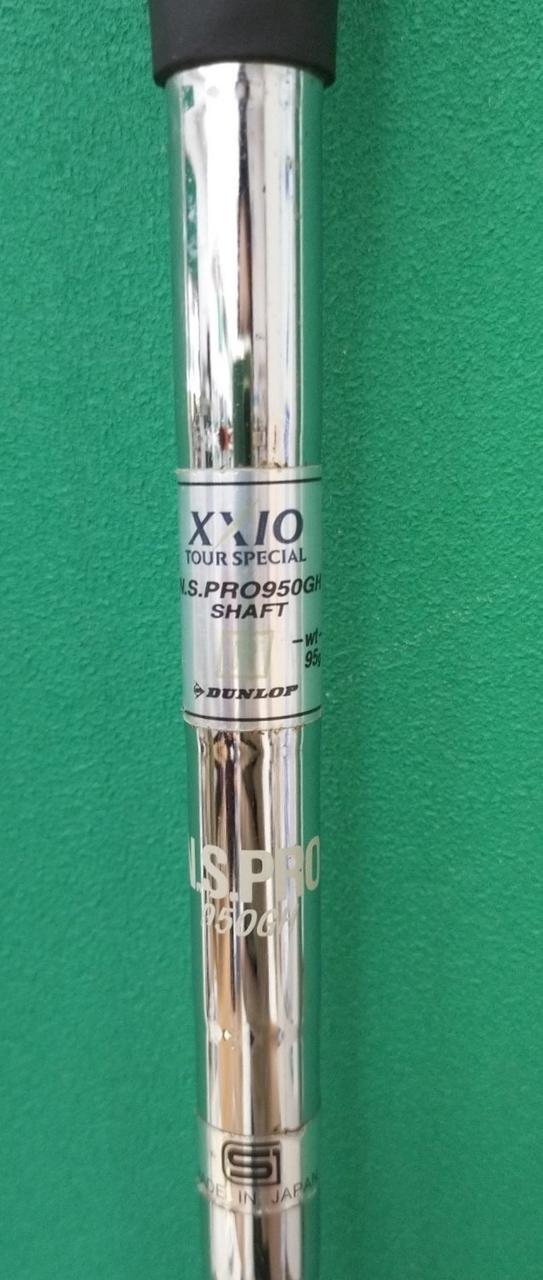 XXIO
TOUR SPECIAL
N.S.PRO950GH
SHAFT
-wt-
95g
DUNLOP
N.S.PRO
950GH
S
MADE IN JAPAN